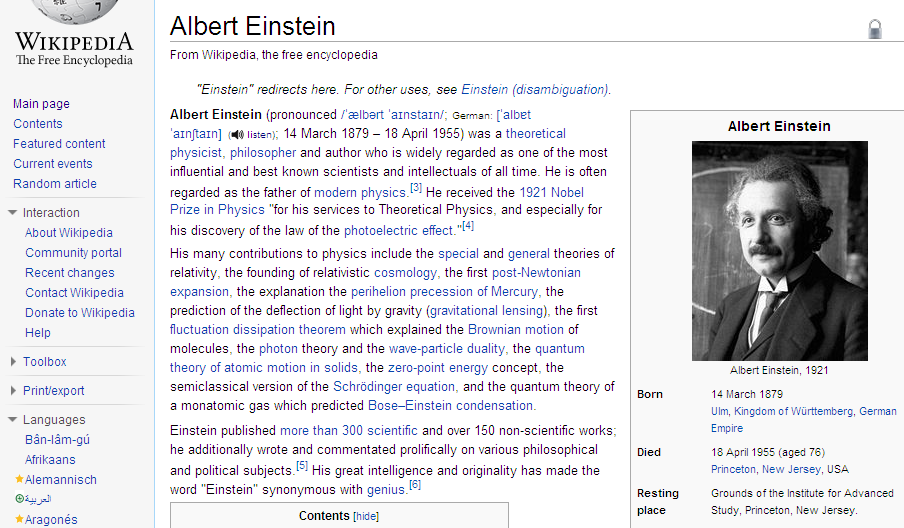 WIKIPEDIA
The Free Encyclopedia
Main page
Contents
Featured content
Current events
Random article
Interaction
About Wikipedia
Community portal
Recent changes
Contact Wikipedia
Donate to Wikipedia
Help
Toolbox
Print/export
Languages
Bân-lâm-gú
Afrikaans
Alemannisch
العربية
Aragonés
Albert Einstein
From Wikipedia, the free encyclopedia
"Einstein" redirects here. For other uses, see Einstein (disambiguation).
Albert Einstein (pronounced /ˈælbərt ˈaɪnstaɪn/; German: [ˈalbɐt
ˈaɪnʃtaɪn] (listen); 14 March 1879 – 18 April 1955) was a theoretical
physicist, philosopher and author who is widely regarded as one of the most
influential and best known scientists and intellectuals of all time. He is often
regarded as the father of modern physics.[3] He received the 1921 Nobel
Prize in Physics "for his services to Theoretical Physics, and especially for
his discovery of the law of the photoelectric effect."[4]
His many contributions to physics include the special and general theories of
relativity, the founding of relativistic cosmology, the first post-Newtonian
expansion, the explanation the perihelion precession of Mercury, the
prediction of the deflection of light by gravity (gravitational lensing), the first
fluctuation dissipation theorem which explained the Brownian motion of
molecules, the photon theory and the wave-particle duality, the quantum
theory of atomic motion in solids, the zero-point energy concept, the
semiclassical version of the Schrödinger equation, and the quantum theory of
a monatomic gas which predicted Bose–Einstein condensation.
Einstein published more than 300 scientific and over 150 non-scientific works;
he additionally wrote and commentated prolifically on various philosophical
and political subjects.[5] His great intelligence and originality has made the
word "Einstein" synonymous with genius.[6]
Contents [hide]
Albert Einstein
Albert Einstein, 1921
Born 14 March 1879
Ulm, Kingdom of Württemberg, German
Empire
Died 18 April 1955 (aged 76)
Princeton, New Jersey, USA
Resting Grounds of the Institute for Advanced
place Study, Princeton, New Jersey.